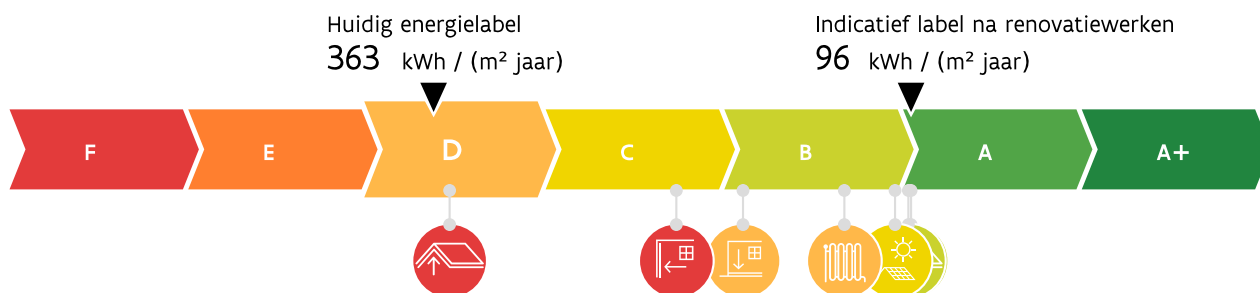 Huidig energielabel
363 kWh / (m² jaar)
Indicatief label na renovatiewerken
96 kWh / (m² jaar)
F E D C B A A+